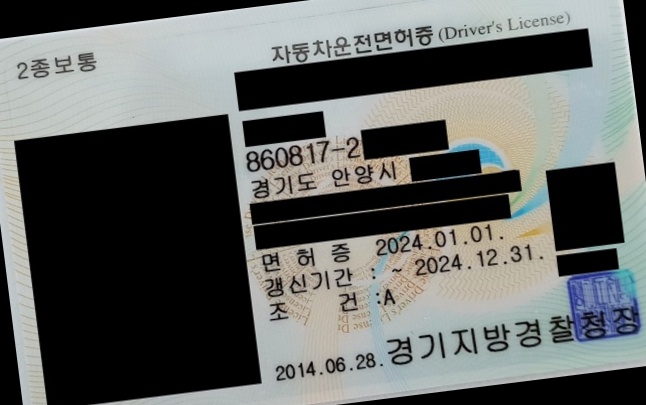 2종보통
자동차운전면허증 (Driver's License)
860817-2
경기도 안양시
면 허 증 2024.01.01.
갱신기간 : ~ 2024.12.31.
조 건 :A
2014.06.28. 경기지방경찰청장